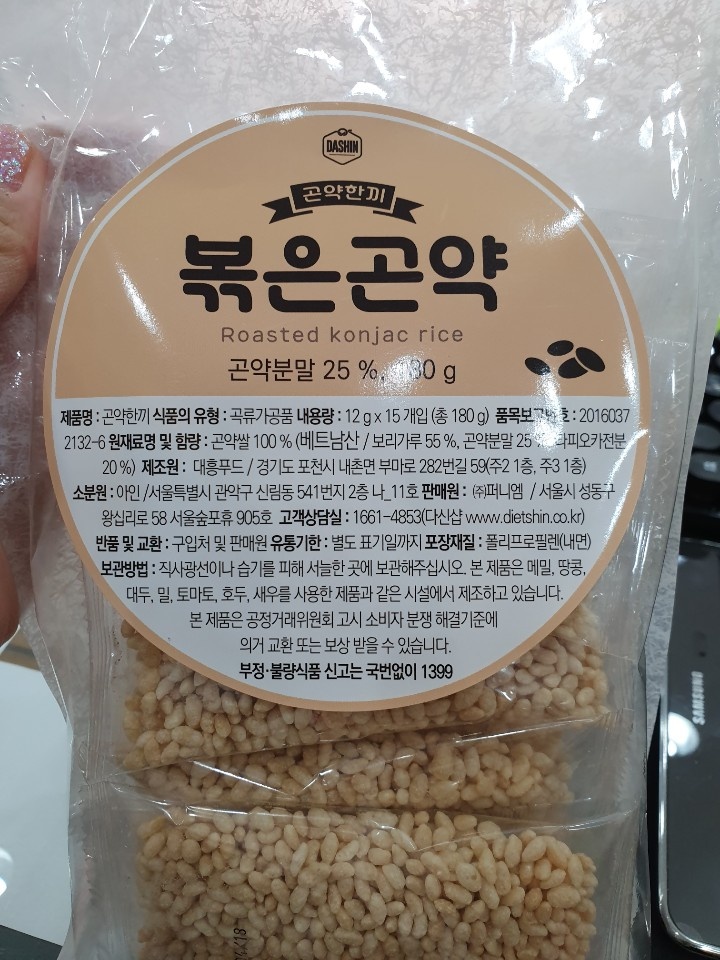 DASHIN
곤약한끼
볶은곤약
Roasted konjac rice
곤약분말 25 %, 180 g
제품명 : 곤약한끼 식품의 유형 : 곡류가공품 내용량 : 12 g x 15 개입 (총 180 g) 품목보고번호 : 2016037
2132-6 원재료명 및 함량 : 곤약쌀 100 % (베트남산 / 보리가루 55 %, 곤약분말 25 %, 타피오카전분
20 %) 제조원 : 대흥푸드 / 경기도 포천시 내촌면 부마로 282번길 59(주2 1층, 주3 1층)
소분원 : 아인 /서울특별시 관악구 신림동 541번지 2층 나_11호 판매원 : ㈜퍼니엠 / 서울시 성동구
왕십리로 58 서울숲포휴 905호 고객상담실 : 1661-4853(다신샵 www.dietshin.co.kr)
반품 및 교환 : 구입처 및 판매원 유통기한 : 별도 표기일까지 포장재질 : 폴리프로필렌(내면)
보관방법 : 직사광선이나 습기를 피해 서늘한 곳에 보관해주십시오. 본 제품은 메밀, 땅콩,
대두, 밀, 토마토, 호두, 새우를 사용한 제품과 같은 시설에서 제조하고 있습니다.
본 제품은 공정거래위원회 고시 소비자 분쟁 해결기준에
의거 교환 또는 보상 받을 수 있습니다.
부정·불량식품 신고는 국번없이 1399
SAMSUNG